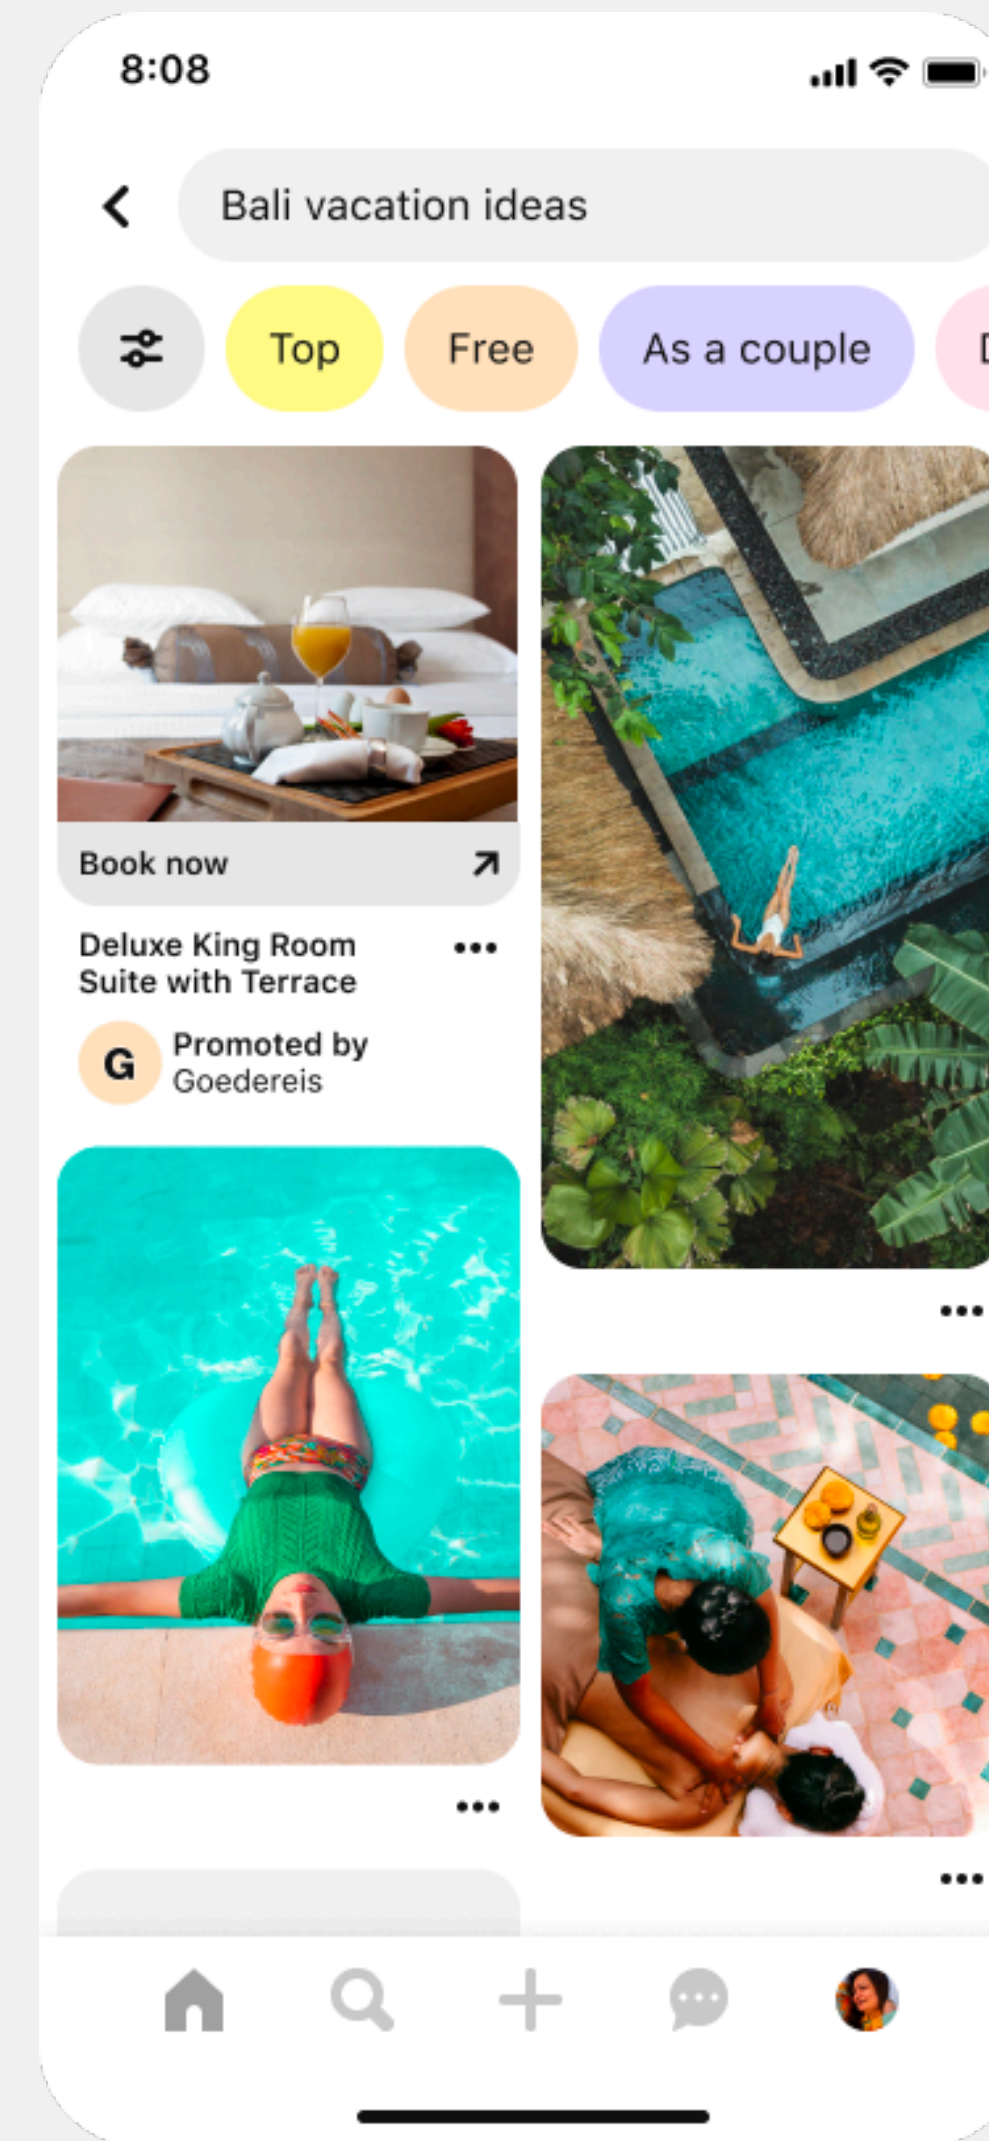 8:08
Bali vacation ideas
Top
Free
As a couple
Book now
Deluxe King Room
Suite with Terrace
G
Promoted by
Goedereis